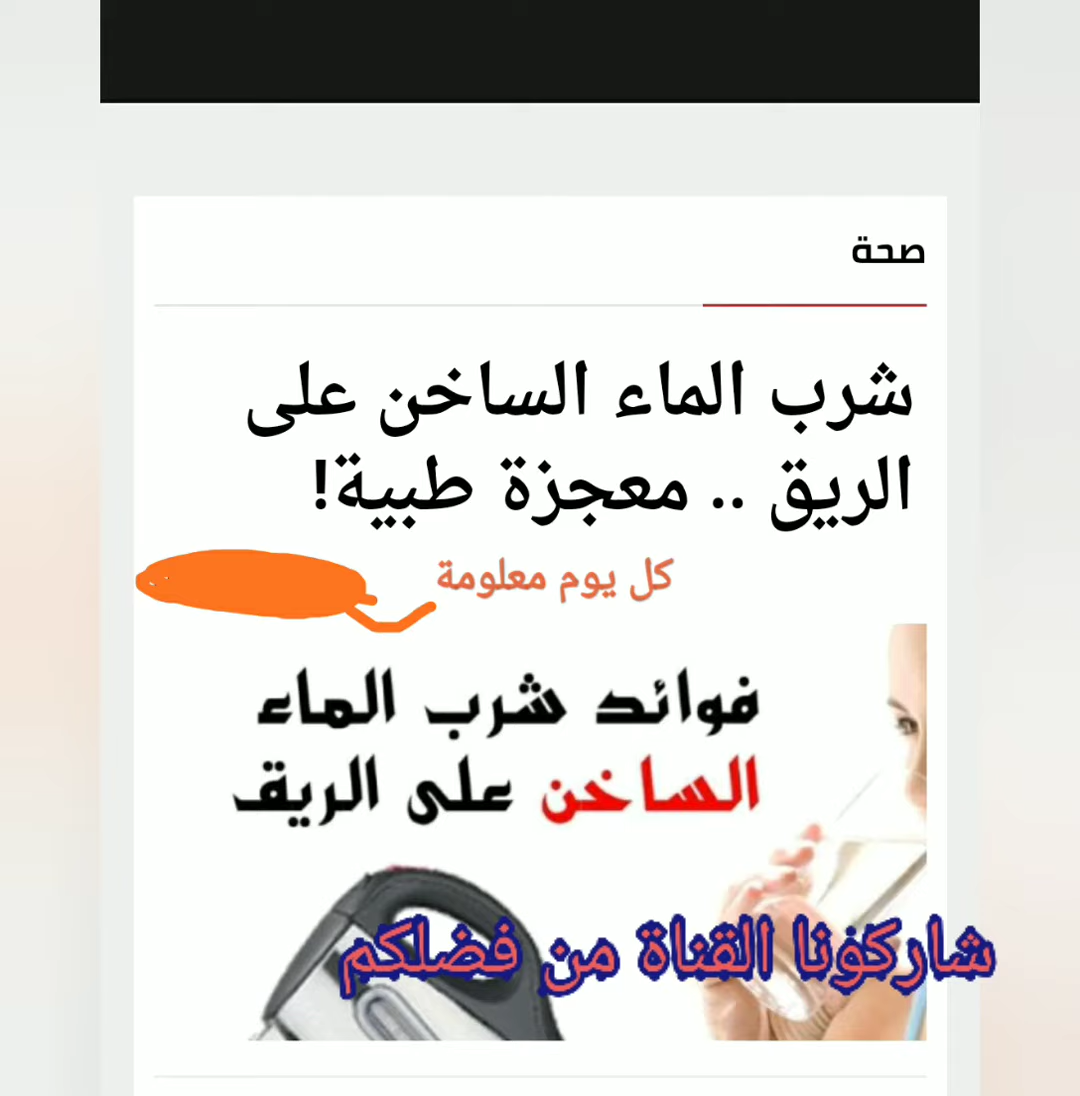 صحة
شرب الماء الساخن على
الريق .. معجزة طبية!
كل يوم معلومة
فوائد شرب الماء
الساخن على الريق
شاركونا القناة من فضلكم